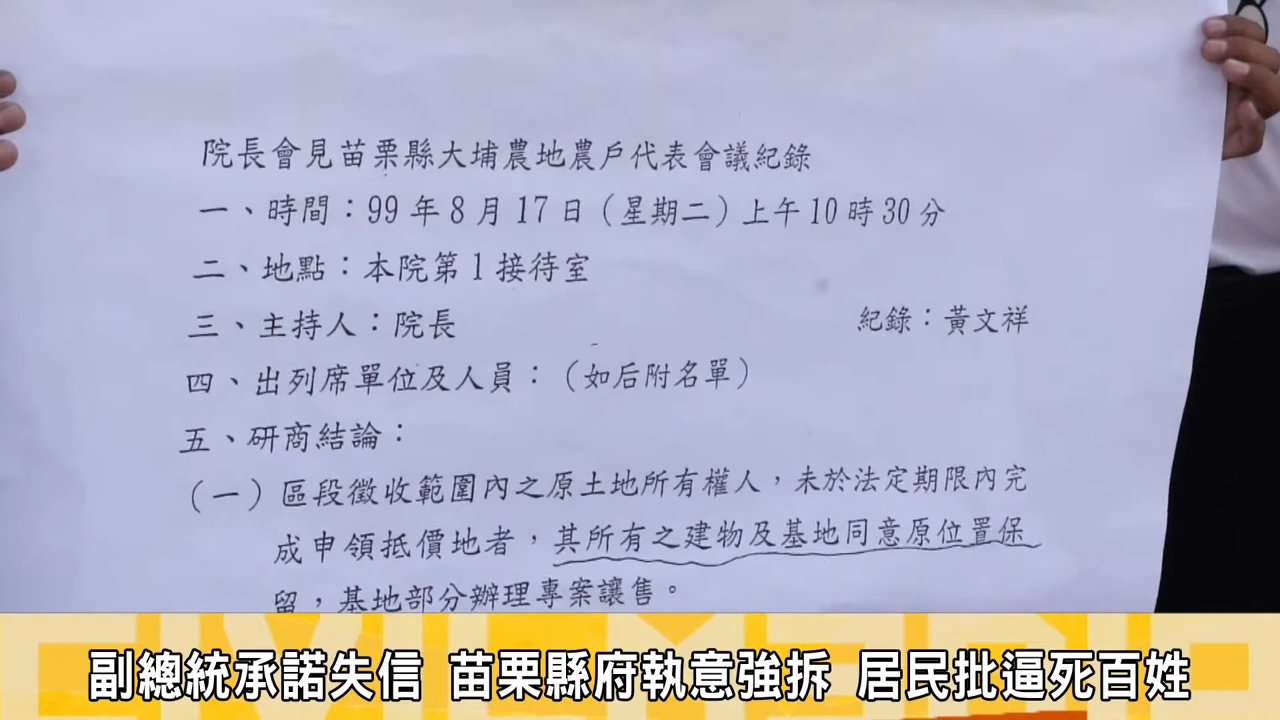 院長會見苗栗縣大埔農地農戶代表會議紀錄
一、時間：99年8月17日（星期二）上午10時30分
二、地點：本院第1接待室
三、主持人：院長 紀錄：黃文祥
四、出列席單位及人員：（如后附名單）
五、研商結論：
（一）區段徵收範圍內之原土地所有權人，未於法定期限內完
成申領抵價地者，其所有之建物及基地同意原位置保
留，基地部分辦理專案讓售。
副總統承諾失信 苗栗縣府執意強拆 居民批逼死百姓